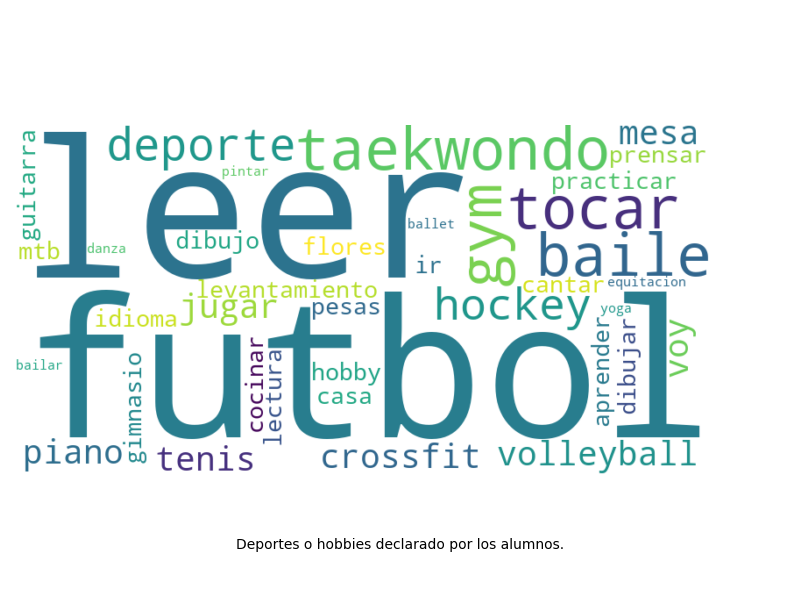 guitarra
leer
deporte
taekwondo
mesa
prensar
pintar
practicar
tocar
gym
ballet
baile
mtb
danza
dibujo
flores
ir
levantamiento
cantar
equitacion
jugar
pesas
hockey
idioma
yoga
futbol
bailar
gimnasio
cocinar
lectura
hobby
casa
aprender
dibujar
voy
piano
tenis
crossfit
volleyball
Deportes o hobbies declarado por los alumnos.